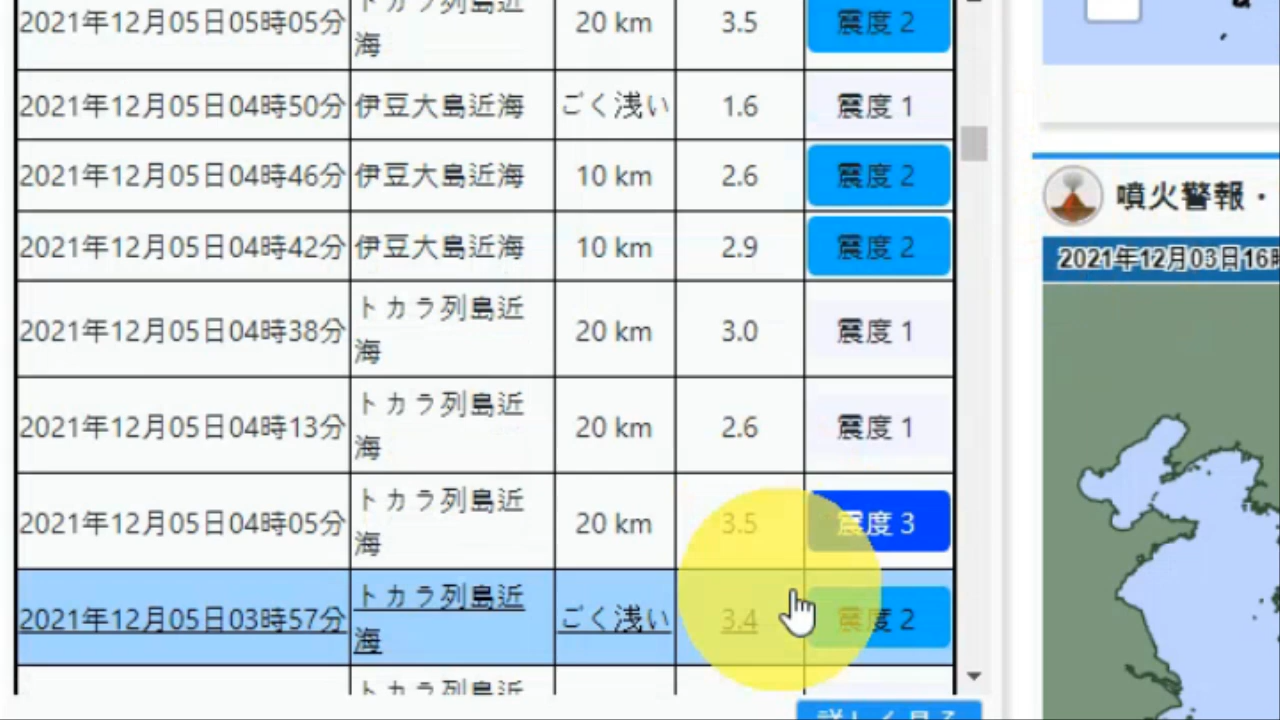 2021年12月05日05時05分 トカラ列島近海 20 km 3.5 震度 2
2021年12月05日04時50分 伊豆大島近海 ごく浅い 1.6 震度 1
2021年12月05日04時46分 伊豆大島近海 10 km 2.6 震度 2
2021年12月05日04時42分 伊豆大島近海 10 km 2.9 震度 2
2021年12月05日04時38分 トカラ列島近海 20 km 3.0 震度 1
2021年12月05日04時13分 トカラ列島近海 20 km 2.6 震度 1
2021年12月05日04時05分 トカラ列島近海 20 km 3.5 震度 3
2021年12月05日03時57分 トカラ列島近海 ごく浅い 3.4 震度 2
トカラ列島近
詳しく見る
噴火警報・
2021年12月03日16時